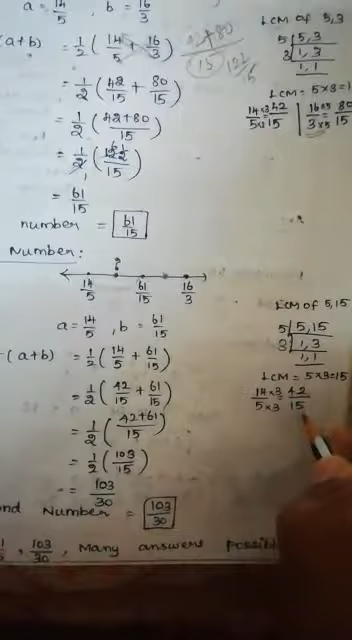 a = 14/5 , b = 16/3
(a+b) = 1/2 ( 14/5 + 16/3 )
= 1/2 ( 42/15 + 80/15 )
= 1/2 ( 42+80/15 )
= 1/2 ( 122/15 )
= 61/15
number = 61/15
Number:
14/5 ? 61/15 16/3
a = 14/5 , b = 61/15
(a+b) = 1/2 ( 14/5 + 61/15 )
= 1/2 ( 42/15 + 61/15 )
= 1/2 ( 42+61/15 )
= 1/2 ( 103/15 )
= 103/30
nd Number = 103/30
, 103/30 , Many answers possib
LCM of 5,3
5 | 5,3
3 | 1,3
1,1
LCM = 5×3=1
14×3/5×3 = 42/15 | 16×5/3×5 = 80/15
LCM of 5,15
5 | 5,15
3 | 1,3
1,1
LCM = 5×3=15
14×3/5×3 = 42/15